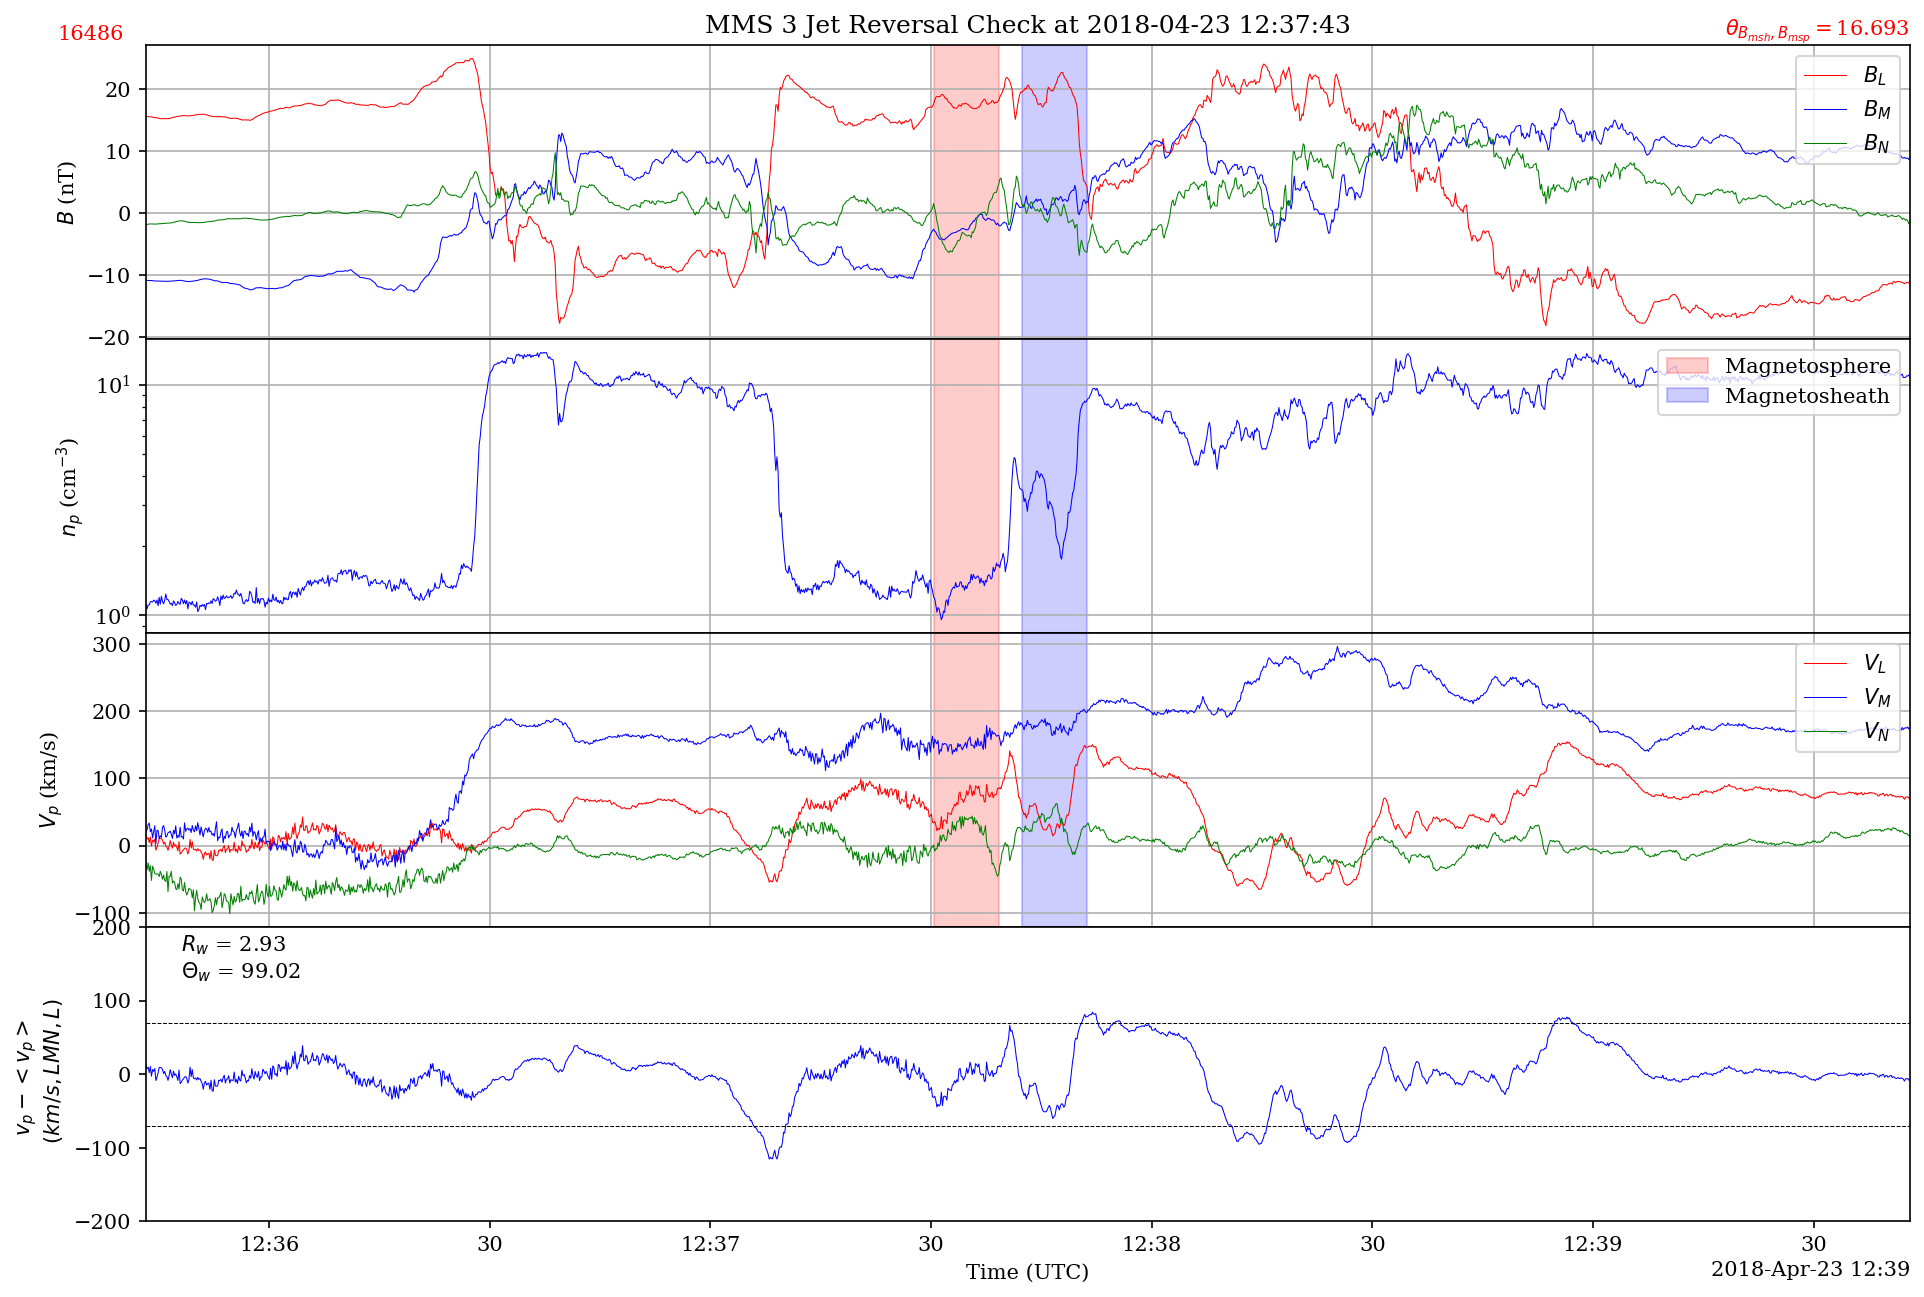 16486
MMS 3 Jet Reversal Check at 2018-04-23 12:37:43
θ_{B_{msh}, B_{msp}} = 16.693
B (nT)
20
10
0
−10
−20
B_L
B_M
B_N
n_p (cm^{−3})
10^1
10^0
Magnetosphere
Magnetosheath
V_p (km/s)
300
200
100
0
−100
V_L
V_M
V_N
v_p − < v_p >
(km/s, LMN, L)
200
100
0
−100
−200
R_w = 2.93
Θ_w = 99.02
12:36 30 12:37 30 12:38 30 12:39 30
Time (UTC)
2018-Apr-23 12:39